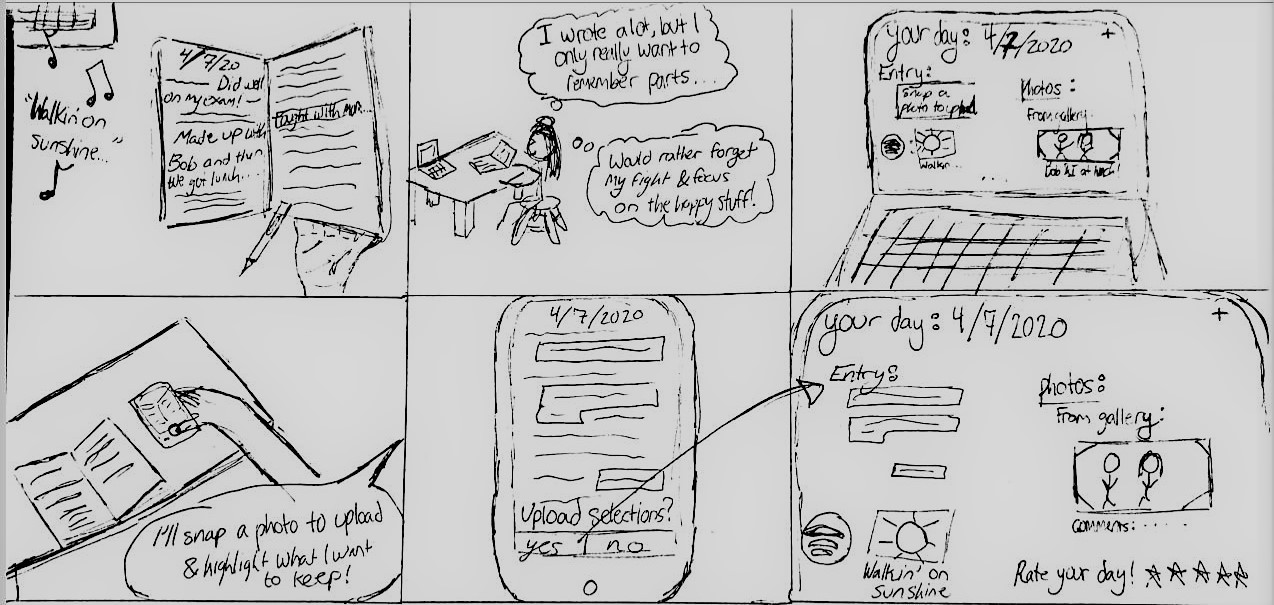 "Walkin' on
Sunshine..."
4/7/20
Did well
on my exam!
Made up with
Bob and then
we got lunch...
Fought with Mom...
I wrote a lot, but I
only really want to
remember parts...
Would rather forget
my fight & focus
on the happy stuff!
your day: 4/7/2020 +
Entry:
Snap a
photo to upload
Walkin...
photos:
From gallery
Bob & I at lunch!
...
I'll snap a photo to upload
& highlight what I want
to keep!
4/7/2020
Upload selections?
yes no
your day: 4/7/2020 +
Entry:
Walkin' on
Sunshine
photos:
From gallery:
Comments: .....
Rate your day!